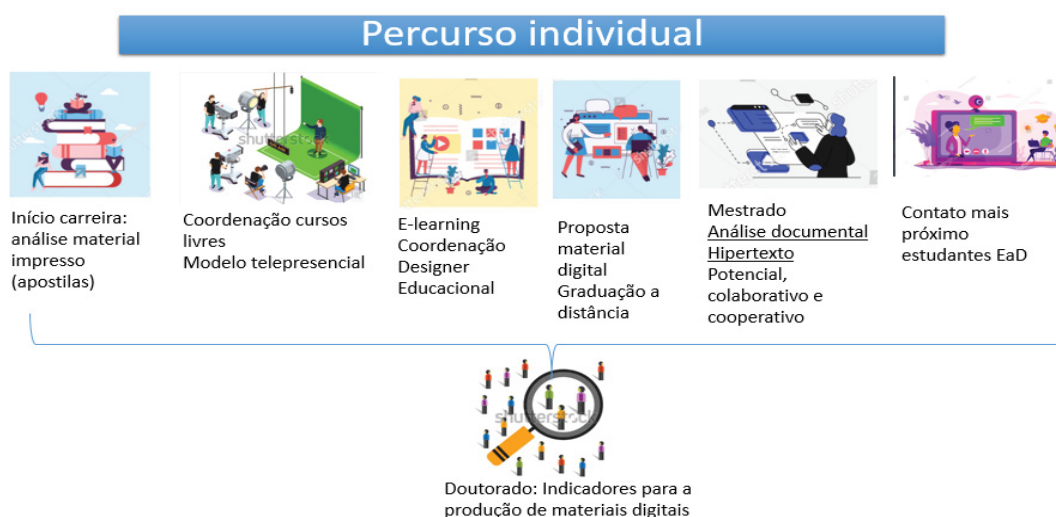 Percurso individual
Início carreira:
análise material
impresso
(apostilas)
Coordenação cursos
livres
Modelo telepresencial
E-learning
Coordenação
Designer
Educacional
Proposta
material
digital
Graduação a
distância
Mestrado
Análise documental
Hipertexto
Potencial,
colaborativo e
cooperativo
Contato mais
próximo
estudantes EaD
shutterstock
Doutorado: Indicadores para a
produção de materiais digitais